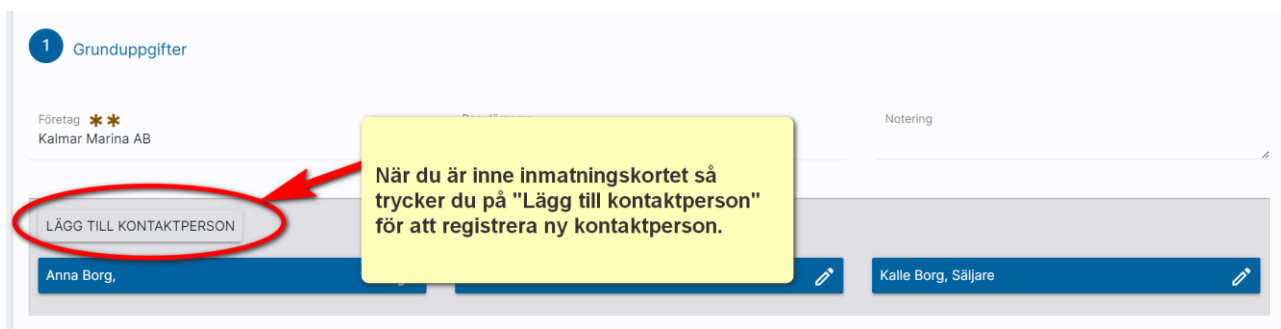 1 Grunduppgifter
Företag ✱✱
Kalmar Marina AB
Notering
När du är inne inmatningskortet så
trycker du på "Lägg till kontaktperson"
för att registrera ny kontaktperson.
LÄGG TILL KONTAKTPERSON
Anna Borg,
Kalle Borg, Säljare